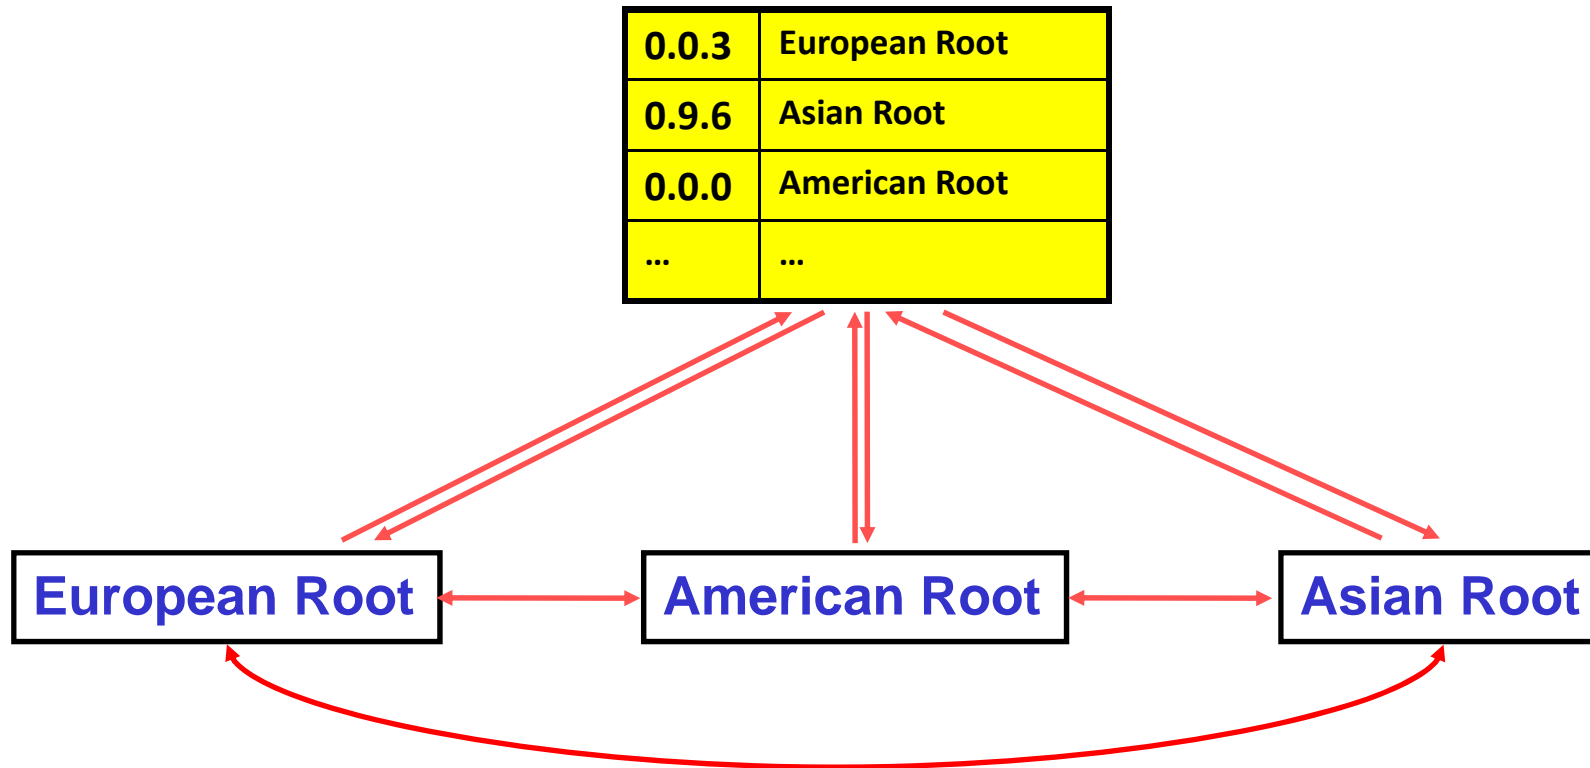 0.0.3 European Root
0.9.6 Asian Root
0.0.0 American Root
... ...
European Root American Root Asian Root